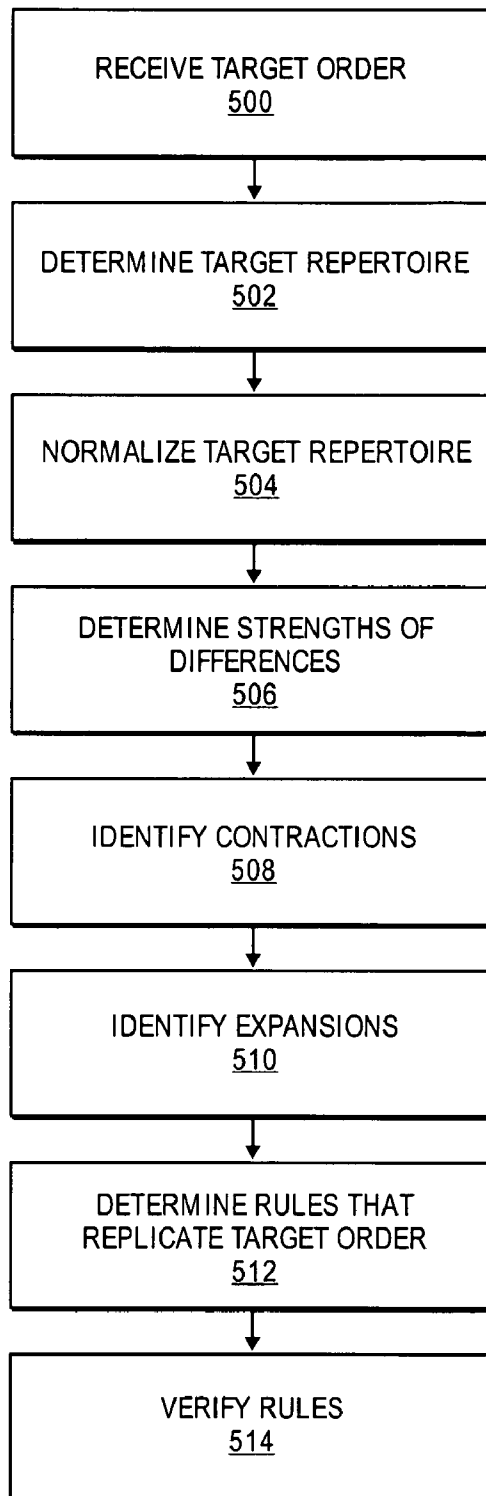 RECEIVE TARGET ORDER
500
DETERMINE TARGET REPERTOIRE
502
NORMALIZE TARGET REPERTOIRE
504
DETERMINE STRENGTHS OF
DIFFERENCES
506
IDENTIFY CONTRACTIONS
508
IDENTIFY EXPANSIONS
510
DETERMINE RULES THAT
REPLICATE TARGET ORDER
512
VERIFY RULES
514